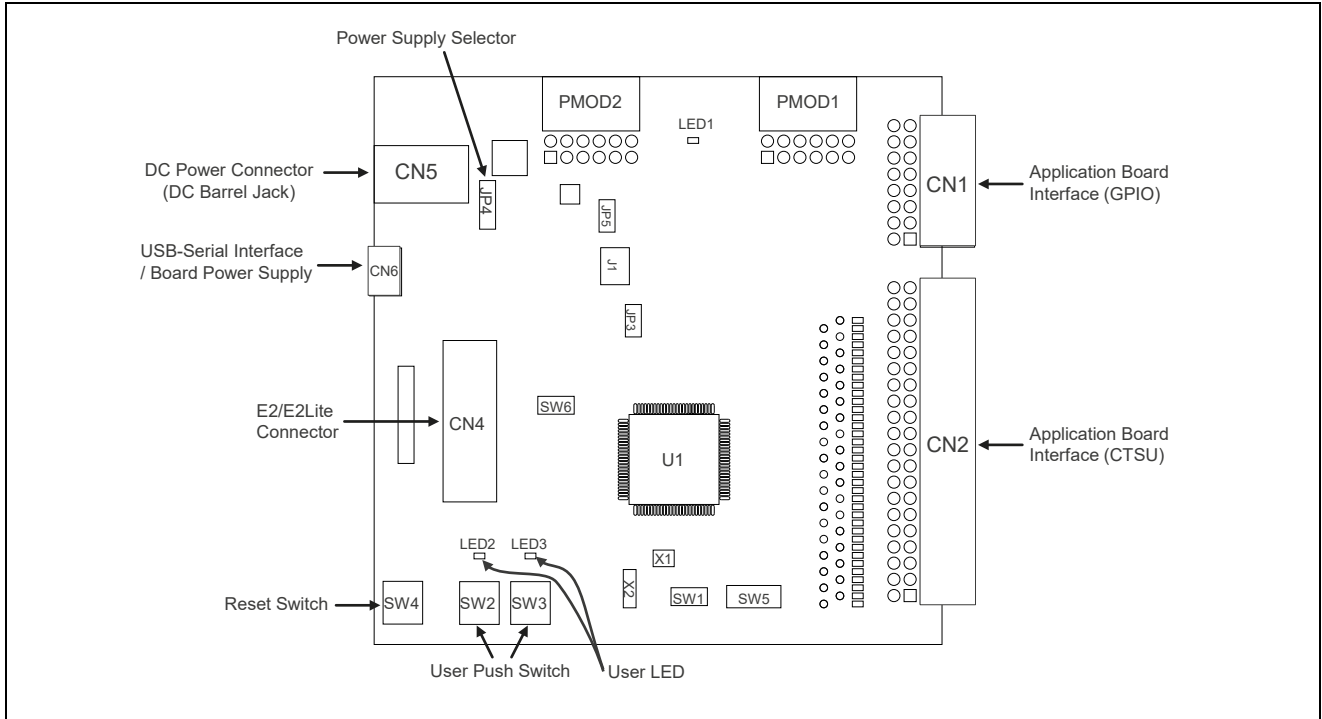 Power Supply Selector
PMOD2
PMOD1
LED1
DC Power Connector
(DC Barrel Jack)
CN5
JP4
JP5
CN1
Application Board
Interface (GPIO)
USB-Serial Interface
/ Board Power Supply
CN6
J1
JP3
E2/E2Lite
Connector
CN4
SW6
U1
CN2
Application Board
Interface (CTSU)
LED2
LED3
X1
X2
Reset Switch
SW4
SW2
SW3
SW1
SW5
User Push Switch
User LED